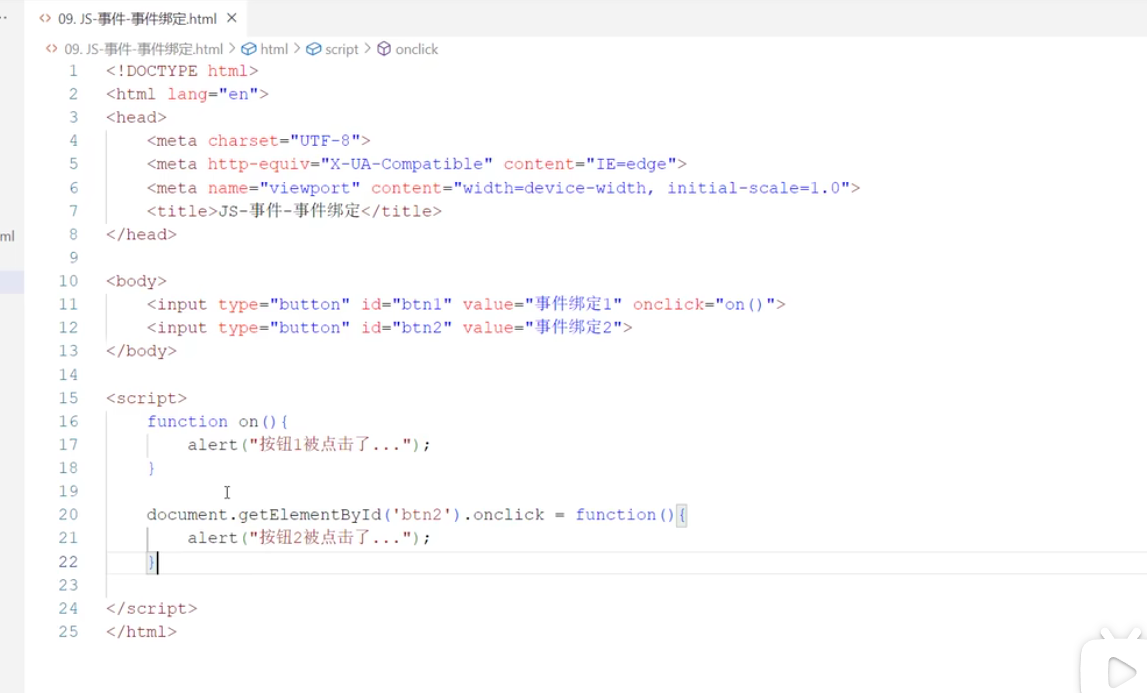 09. JS-事件-事件绑定.html
09. JS-事件-事件绑定.html > html > script > onclick
ml
1 <!DOCTYPE html>
2 <html lang="en">
3 <head>
4     <meta charset="UTF-8">
5     <meta http-equiv="X-UA-Compatible" content="IE=edge">
6     <meta name="viewport" content="width=device-width, initial-scale=1.0">
7     <title>JS-事件-事件绑定</title>
8 </head>
9
10 <body>
11     <input type="button" id="btn1" value="事件绑定1" onclick="on()">
12     <input type="button" id="btn2" value="事件绑定2">
13 </body>
14
15 <script>
16     function on(){
17         alert("按钮1被点击了...");
18     }
19
20     document.getElementById('btn2').onclick = function(){
21         alert("按钮2被点击了...");
22     }
23
24 </script>
25 </html>